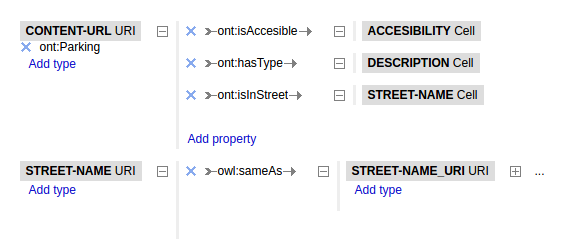 CONTENT-URL URI
ont:isAccesible
ACCESIBILITY Cell
ont:Parking
Add type
ont:hasType
DESCRIPTION Cell
ont:isInStreet
STREET-NAME Cell
Add property
STREET-NAME URI
owl:sameAs
STREET-NAME_URI URI
...
Add type
Add type